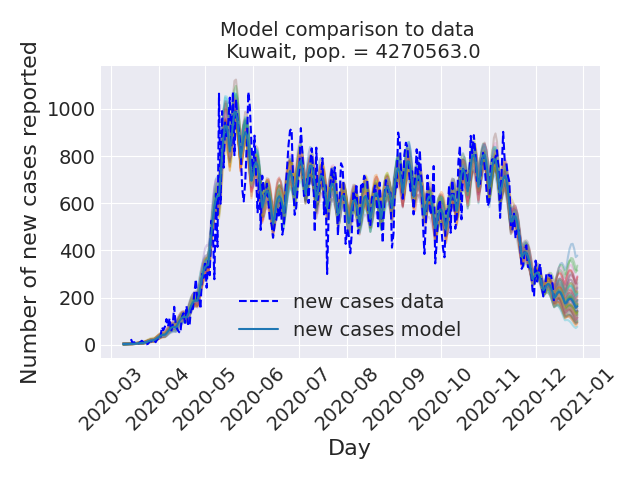 Model comparison to data
Kuwait, pop. = 4270563.0
Number of new cases reported
1000
800
600
400
200
0
new cases data
new cases model
2020-03
2020-04
2020-05
2020-06
2020-07
2020-08
2020-09
2020-10
2020-11
2020-12
2021-01
Day